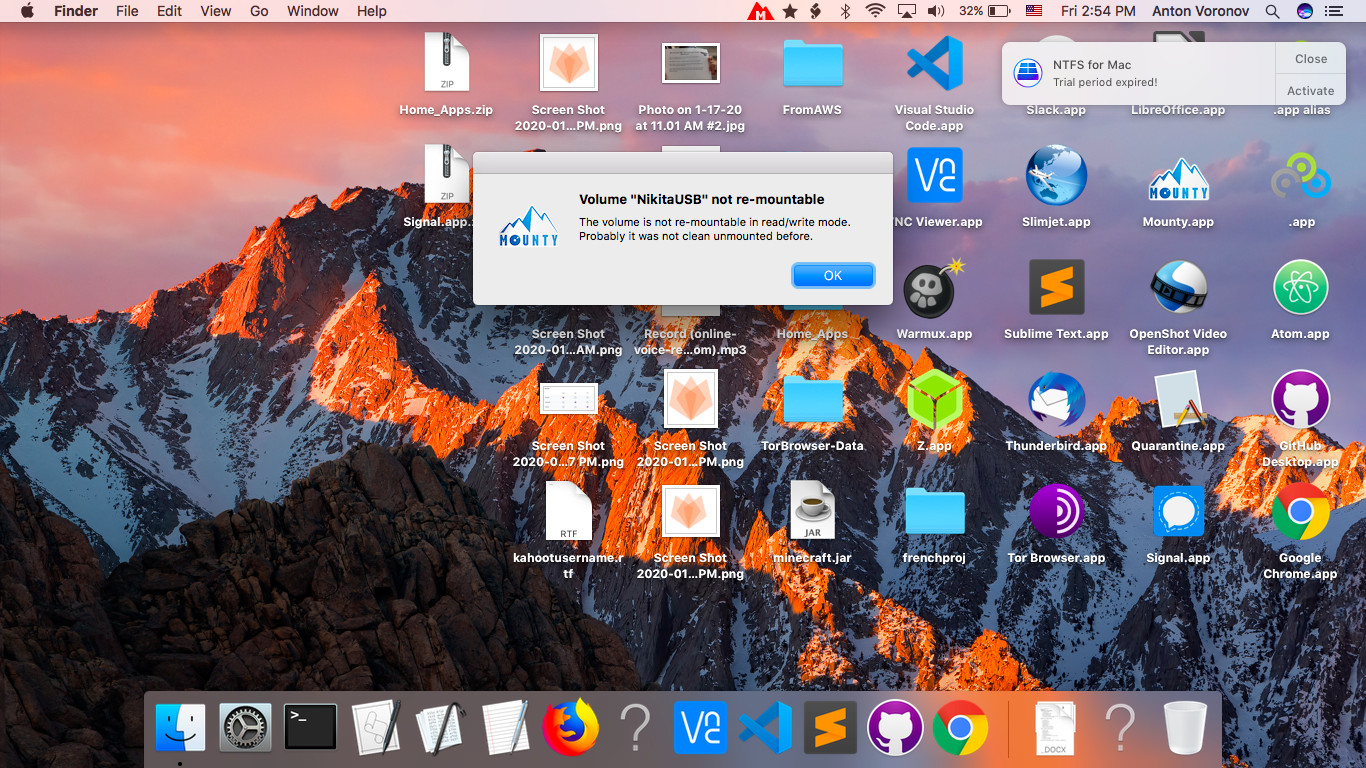 Finder File Edit View Go Window Help
32% Fri 2:54 PM Anton Voronov
NTFS for Mac
Trial period expired!
Close
Activate
ZIP
Home_Apps.zip
Screen Shot
2020-01...PM.png
Photo on 1-17-20
at 11.01 AM #2.jpg
FromAWS
Visual Studio
Code.app
Slack.app
LibreOffice.app
.app alias
ZIP
Signal.app.
Volume "NikitaUSB" not re-mountable
The volume is not re-mountable in read/write mode.
Probably it was not clean unmounted before.
MOUNTY
OK
VNC Viewer.app
Slimjet.app
MOUNTY
Mounty.app
.app
Screen Shot
2020-01...AM.png
Record (online-
voice-re...om).mp3
Home_Apps
Warmux.app
Sublime Text.app
OpenShot Video
Editor.app
Atom.app
Screen Shot
2020-0...7 PM.png
Screen Shot
2020-01...PM.png
TorBrowser-Data
Z.app
Thunderbird.app
Quarantine.app
GitHub
Desktop.app
RTF
kahootusername.r
tf
Screen Shot
2020-01...PM.png
JAR
minecraft.jar
frenchproj
Tor Browser.app
Signal.app
Google
Chrome.app
>_
?
.DOCX
?